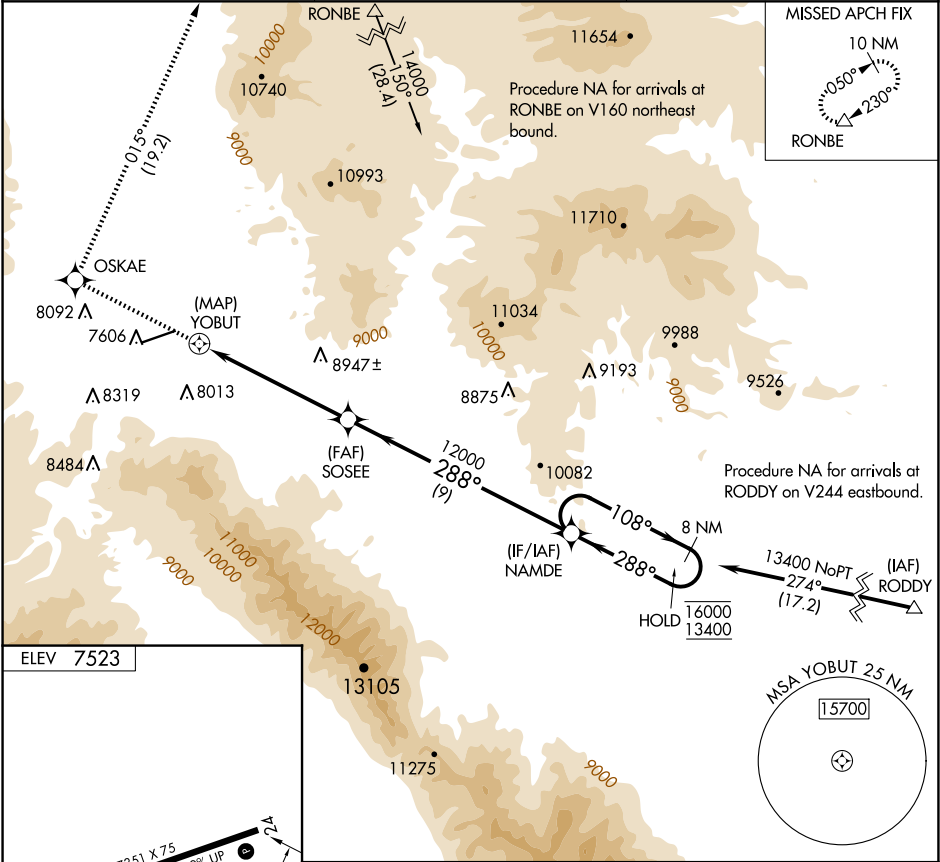 RONBE
10000
14000
150°
(28.4)
11654
MISSED APCH FIX
10 NM
050°
230°
RONBE
10740
Procedure NA for arrivals at
RONBE on V160 northeast
bound.
9000
015°
(19.2)
10993
11710
OSKAE
8092
(MAP)
YOBUT
7606
11034
10000
9000
8947±
9988
9193
8875
9000
9526
8319
8013
(FAF)
SOSEE
12000
288°
(9)
8484
10082
Procedure NA for arrivals at
RODDY on V244 eastbound.
108°
8 NM
(IF/IAF)
NAMDE
288°
13400 NoPT
274°
(17.2)
(IAF)
RODDY
HOLD
16000
13400
11000
10000
9000
12000
ELEV 7523
13105
MSA YOBUT 25 NM
15700
11275
9000
24
7351 X 75
% UP
P